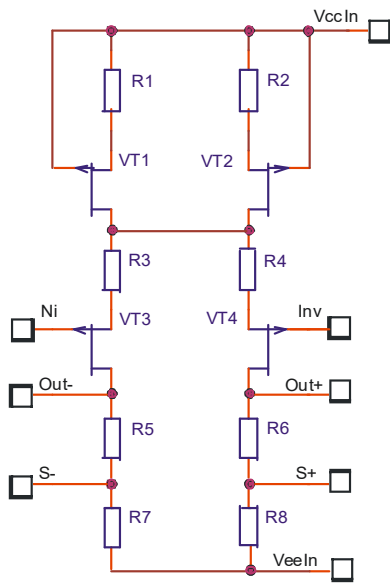 VccIn
R1
R2
VT1
VT2
R3
R4
Ni
VT3
VT4
Inv
Out-
Out+
R5
R6
S-
S+
R7
R8
VeeIn